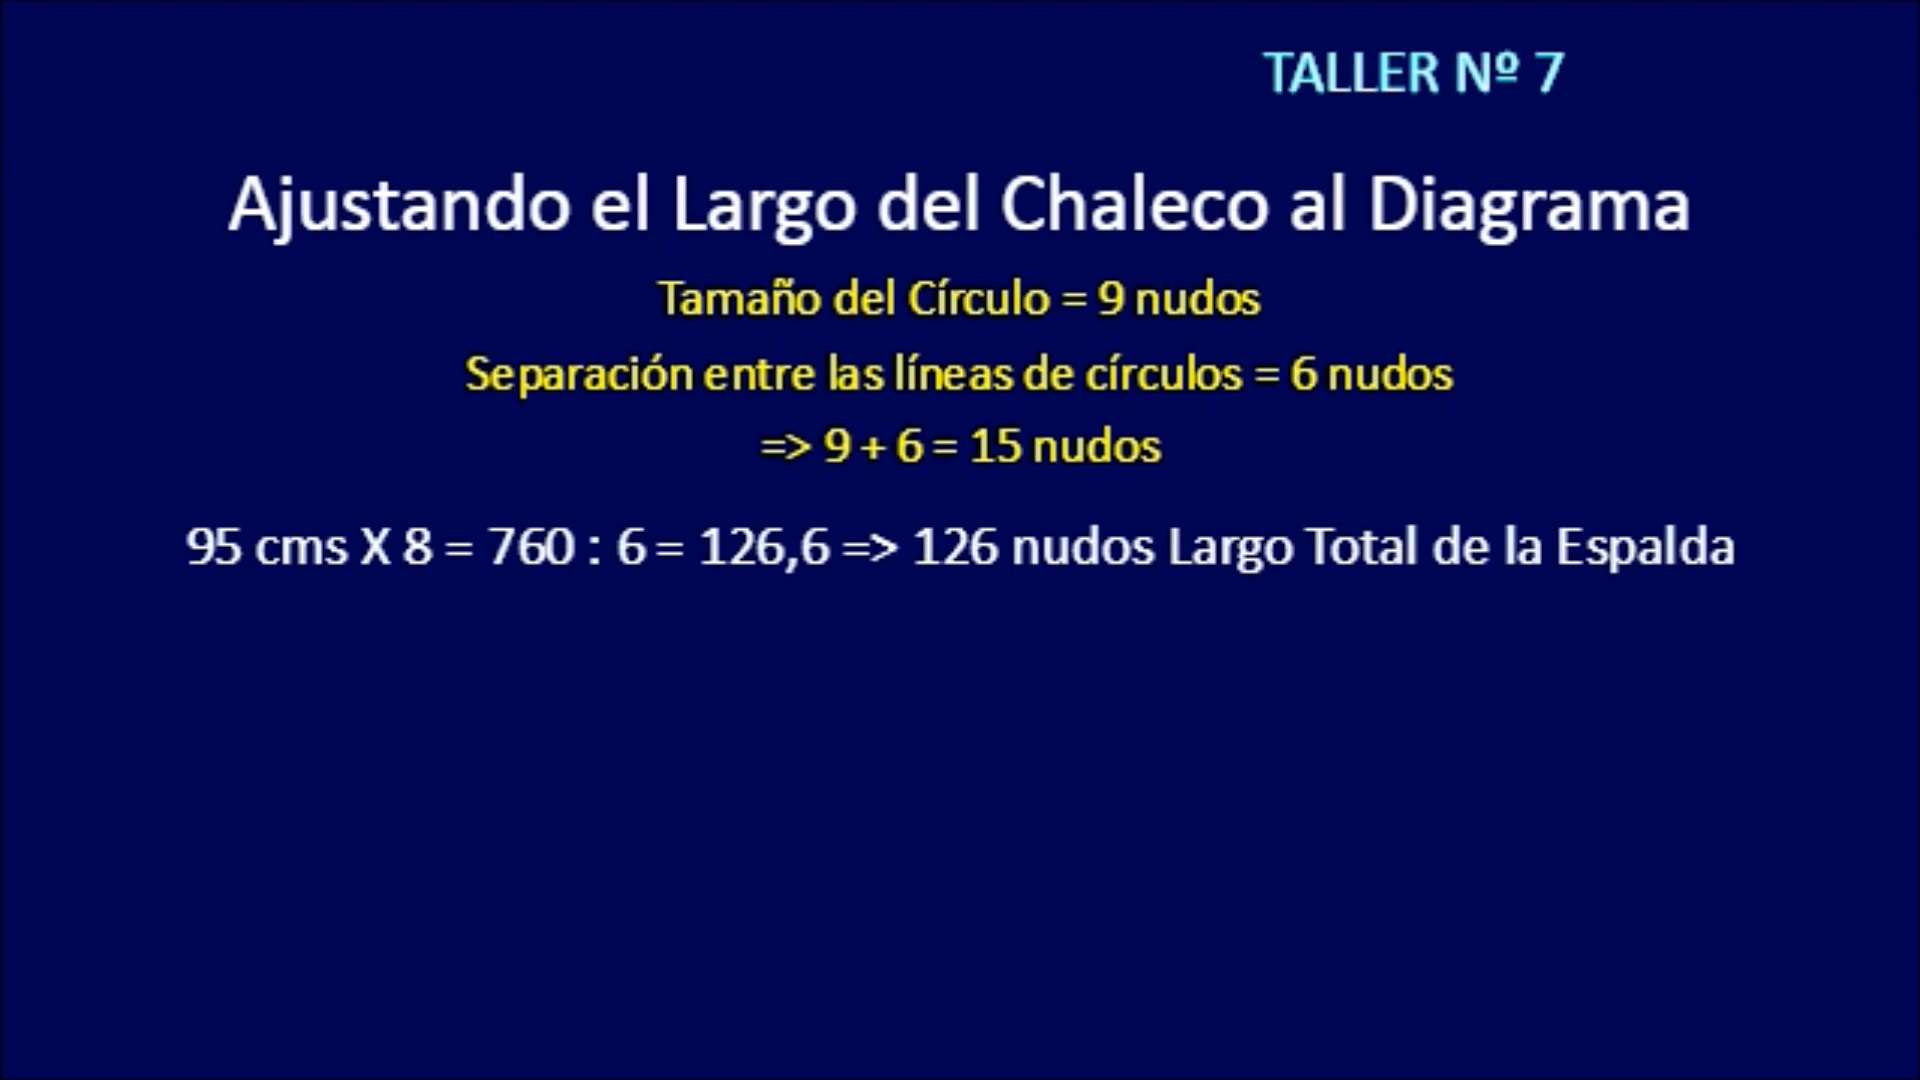 TALLER Nº 7
Ajustando el Largo del Chaleco al Diagrama
Tamaño del Círculo = 9 nudos
Separación entre las líneas de círculos = 6 nudos
=> 9 + 6 = 15 nudos
95 cms X 8 = 760 : 6 = 126,6 => 126 nudos Largo Total de la Espalda